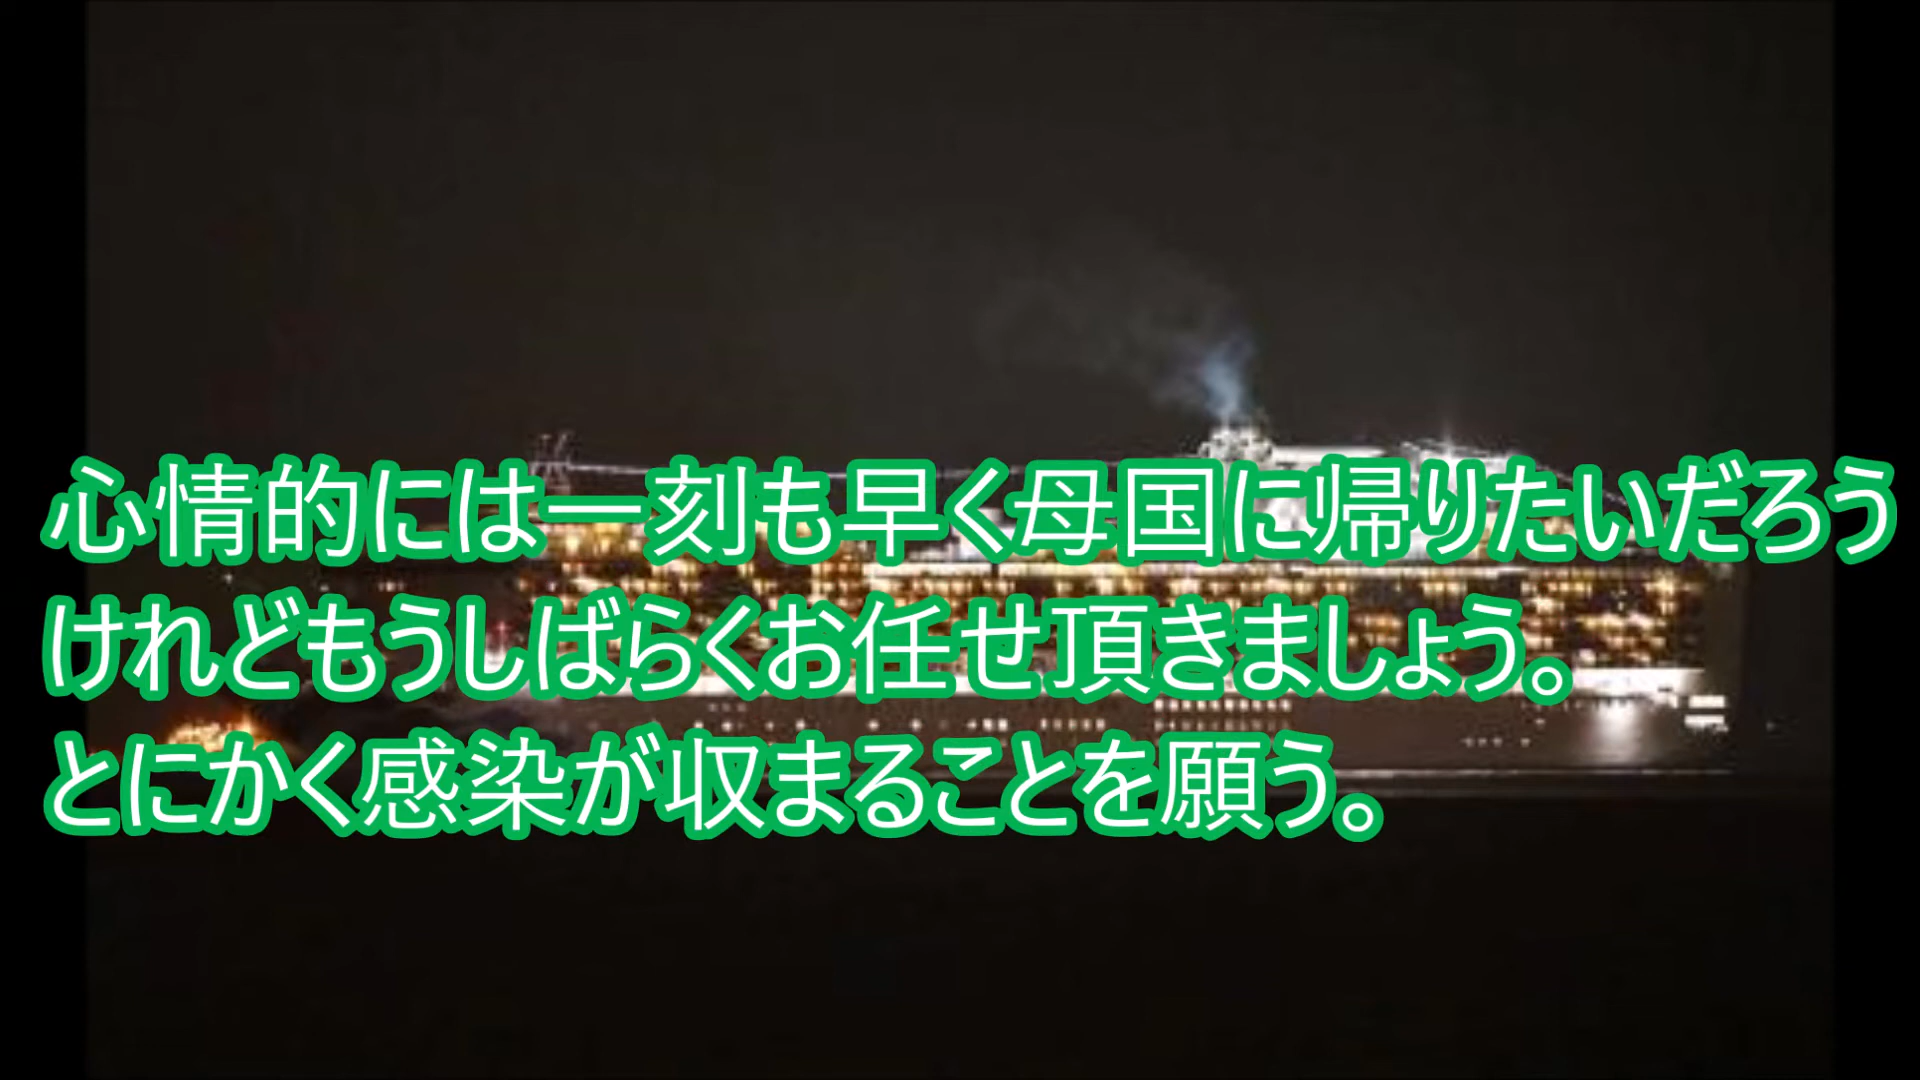 心情的には一刻も早く母国に帰りたいだろう
けれどもうしばらくお任せ頂きましょう。
とにかく感染が収まることを願う。